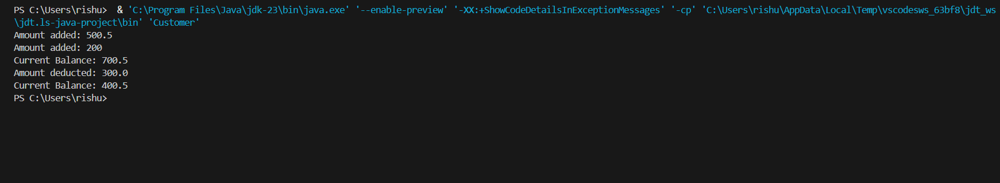 PS C:\Users\rishu>  & 'C:\Program Files\Java\jdk-23\bin\java.exe' '--enable-preview' '-XX:+ShowCodeDetailsInExceptionMessages' '-cp' 'C:\Users\rishu\AppData\Local\Temp\vscodesws_63bf8\jdt_ws
\jdt.ls-java-project\bin' 'Customer'
Amount added: 500.5
Amount added: 200
Current Balance: 700.5
Amount deducted: 300.0
Current Balance: 400.5
PS C:\Users\rishu>